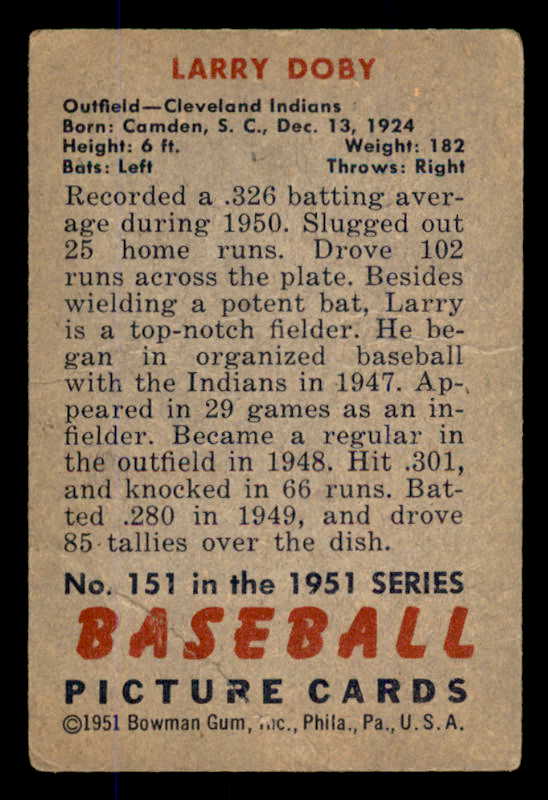 LARRY DOBY
Outfield—Cleveland Indians
Born: Camden, S. C., Dec. 13, 1924
Height: 6 ft. Weight: 182
Bats: Left Throws: Right
Recorded a .326 batting aver-
age during 1950. Slugged out
25 home runs. Drove 102
runs across the plate. Besides
wielding a potent bat, Larry
is a top-notch fielder. He be-
gan in organized baseball
with the Indians in 1947. Ap-
peared in 29 games as an in-
fielder. Became a regular in
the outfield in 1948. Hit .301,
and knocked in 66 runs. Bat-
ted .280 in 1949, and drove
85 tallies over the dish.
No. 151 in the 1951 SERIES
BASEBALL
PICTURE CARDS
©1951 Bowman Gum, Inc., Phila., Pa., U. S. A.